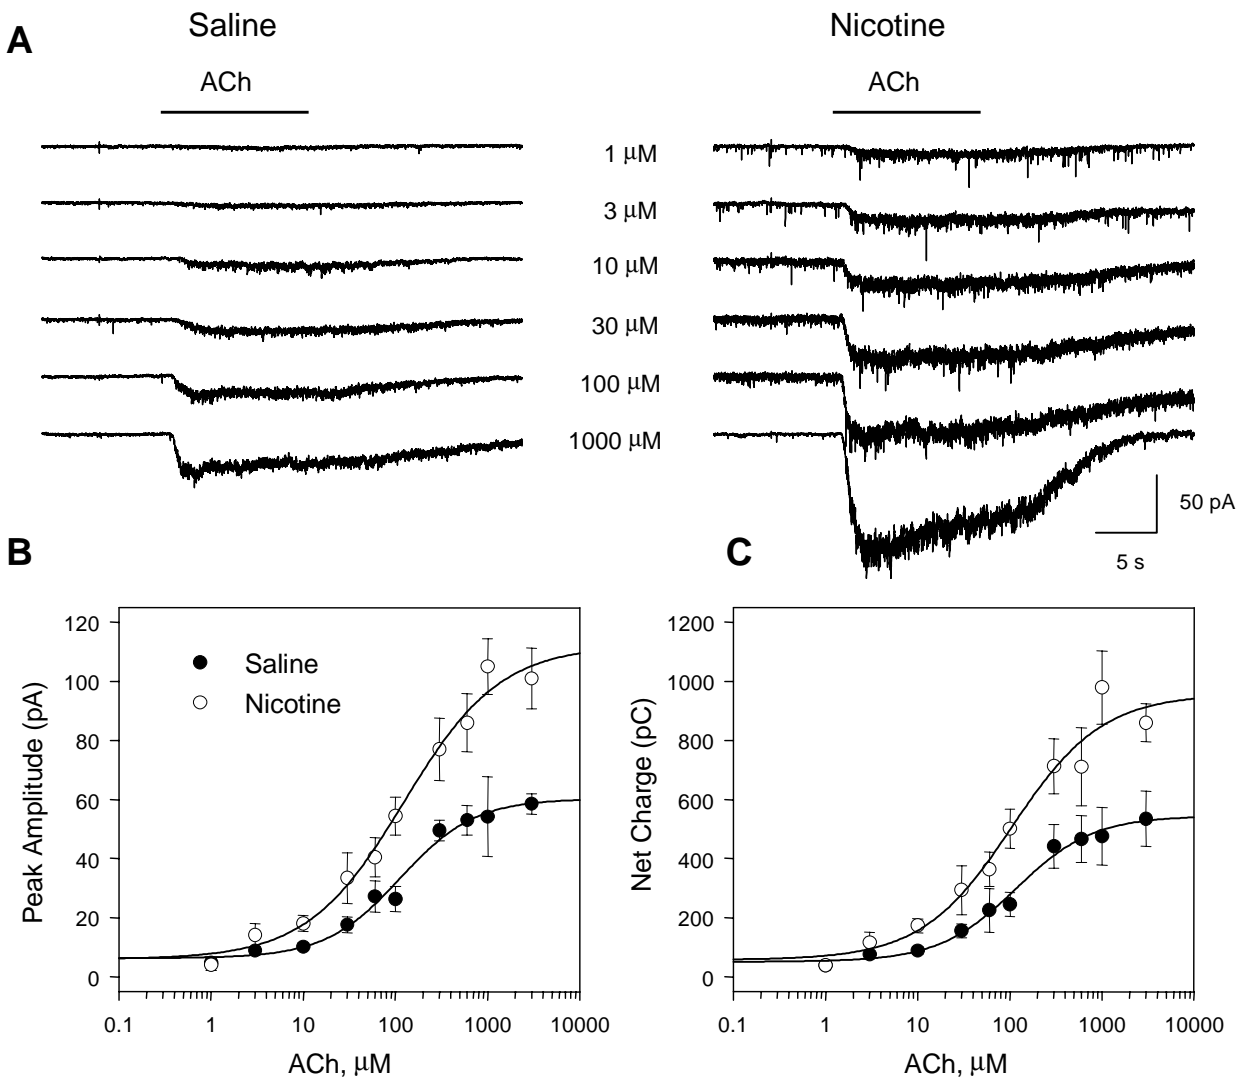 A
Saline
Nicotine
ACh
ACh
1 μM
3 μM
10 μM
30 μM
100 μM
1000 μM
50 pA
5 s
B
Peak Amplitude (pA)
120
100
80
60
40
20
0
Saline
Nicotine
0.1
1
10
100
1000
10000
ACh, μM
C
Net Charge (pC)
1200
1000
800
600
400
200
0
0.1
1
10
100
1000
10000
ACh, μM